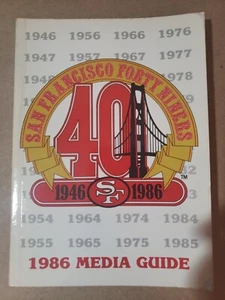 1946 1956 1966 1976
1947 1957 1967 1977
1978
SAN FRANCISCO FORTY NINERS
40
TM
1946 SF 1986
1954 1964 1974 1984
1955 1965 1975 1985
1986 MEDIA GUIDE